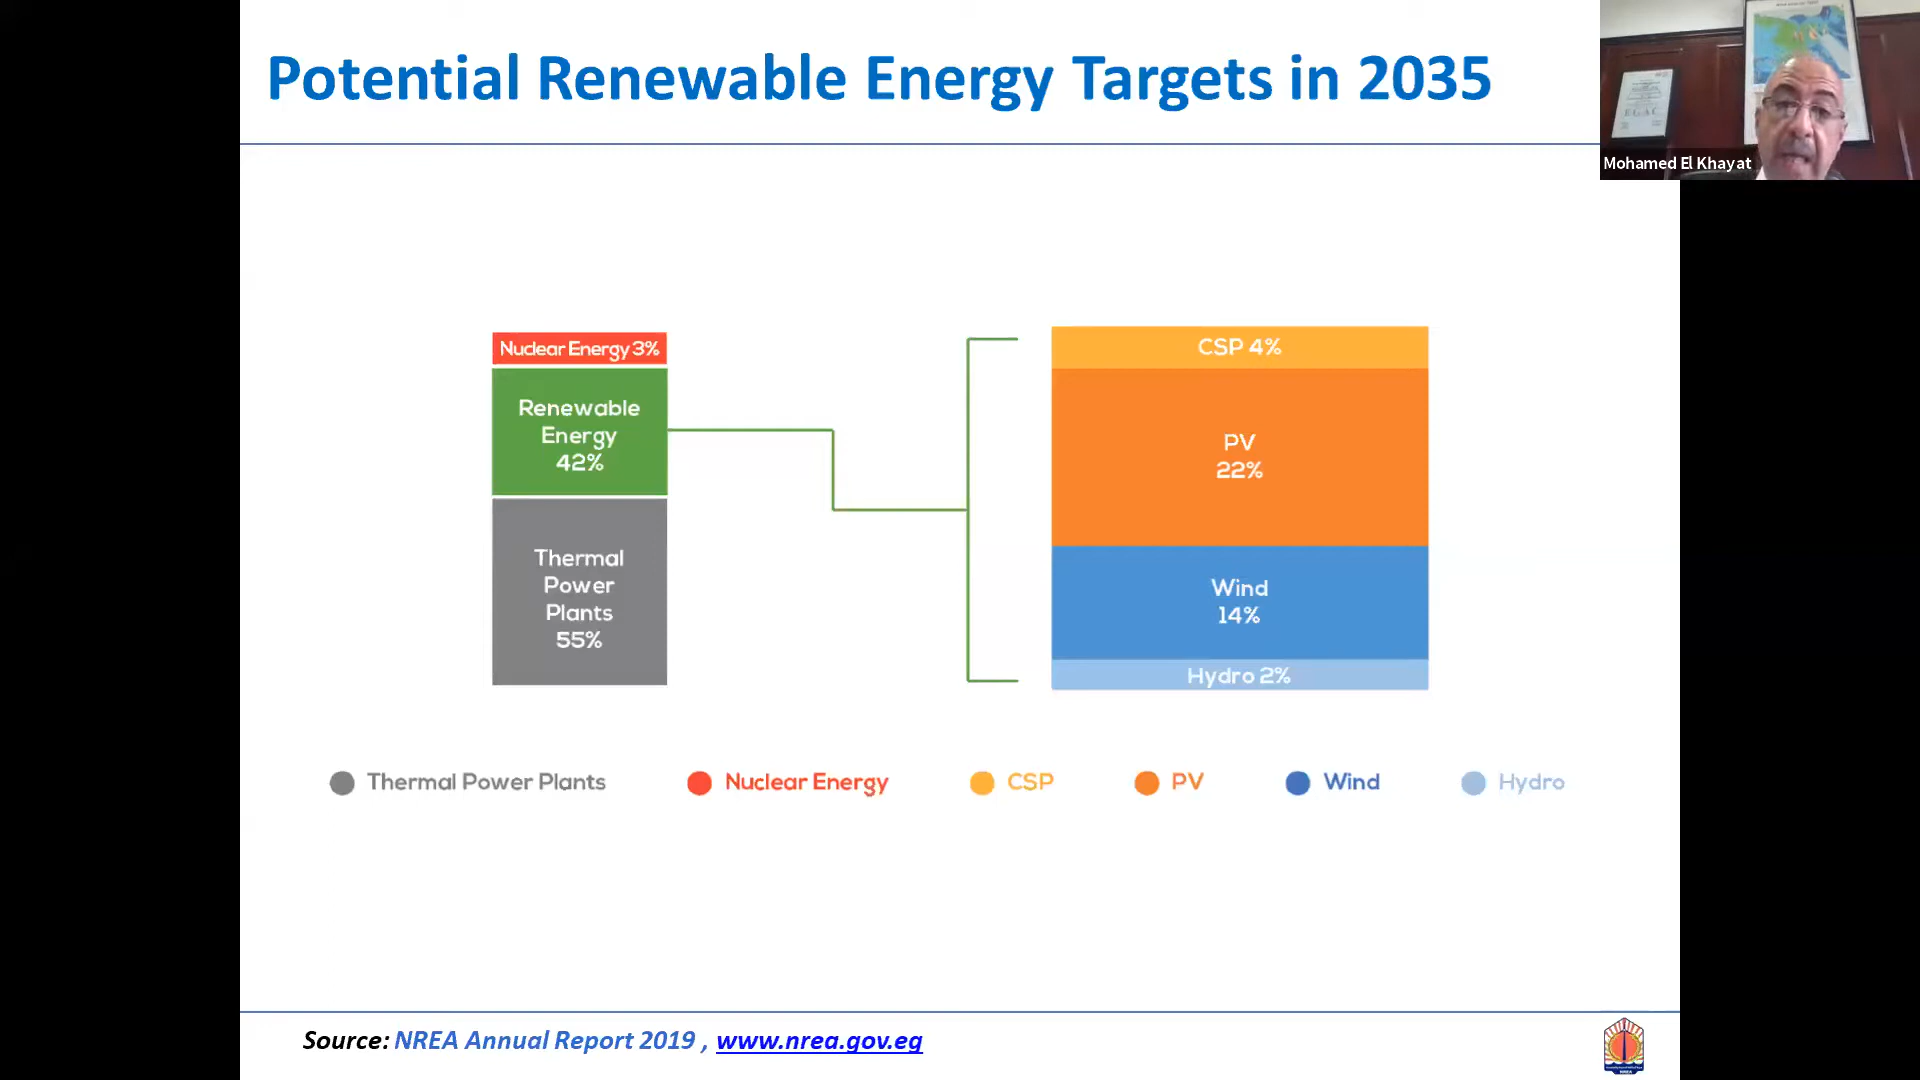 Potential Renewable Energy Targets in 2035
EGAC
Mohamed El Khayat
Nuclear Energy 3%
Renewable
Energy
42%
Thermal
Power
Plants
55%
CSP 4%
PV
22%
Wind
14%
Hydro 2%
Thermal Power Plants
Nuclear Energy
CSP
PV
Wind
Hydro
Source: NREA Annual Report 2019 , www.nrea.gov.eg
NREA